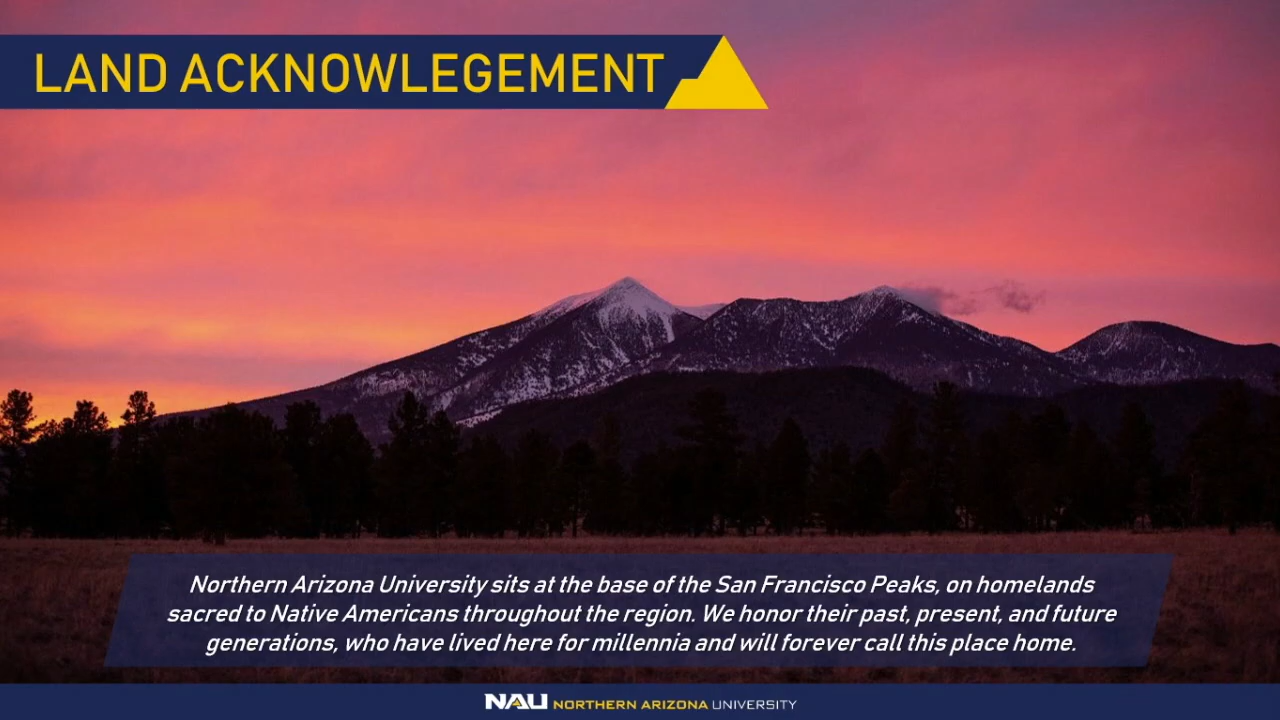 LAND ACKNOWLEGEMENT
Northern Arizona University sits at the base of the San Francisco Peaks, on homelands
sacred to Native Americans throughout the region. We honor their past, present, and future
generations, who have lived here for millennia and will forever call this place home.
NAU NORTHERN ARIZONA UNIVERSITY